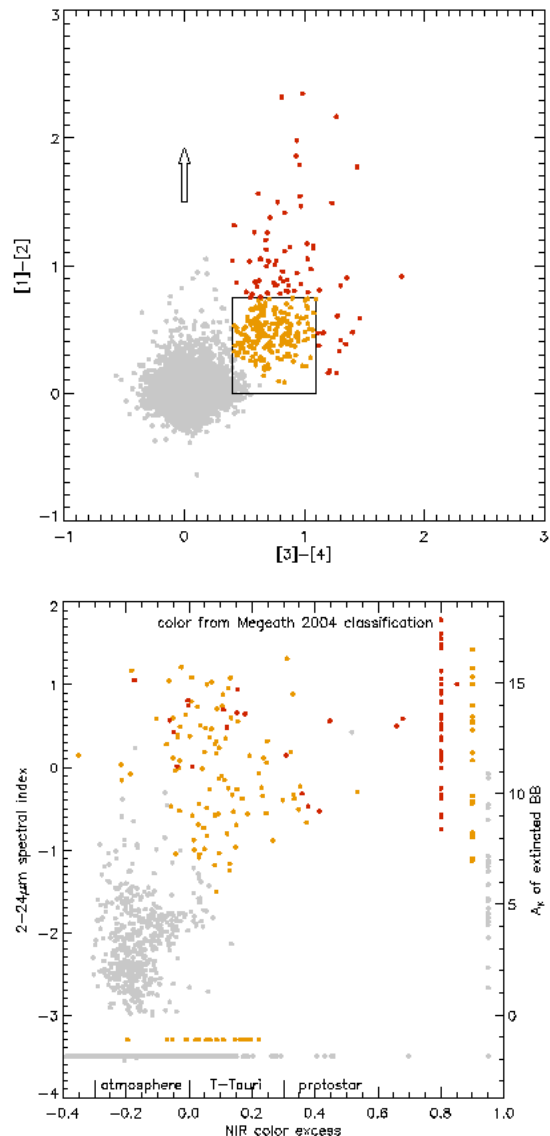 3
2
1
0
-1
[1]-[2]
-1 0 1 2 3
[3]-[4]
color from Megeath 2004 classification
2
1
0
-1
-2
-3
-4
2-24μm spectral index
15
10
5
0
A_K of extincted BB
atmosphere T-Tauri protostar
-0.4 -0.2 0.0 0.2 0.4 0.6 0.8 1.0
NIR color excess